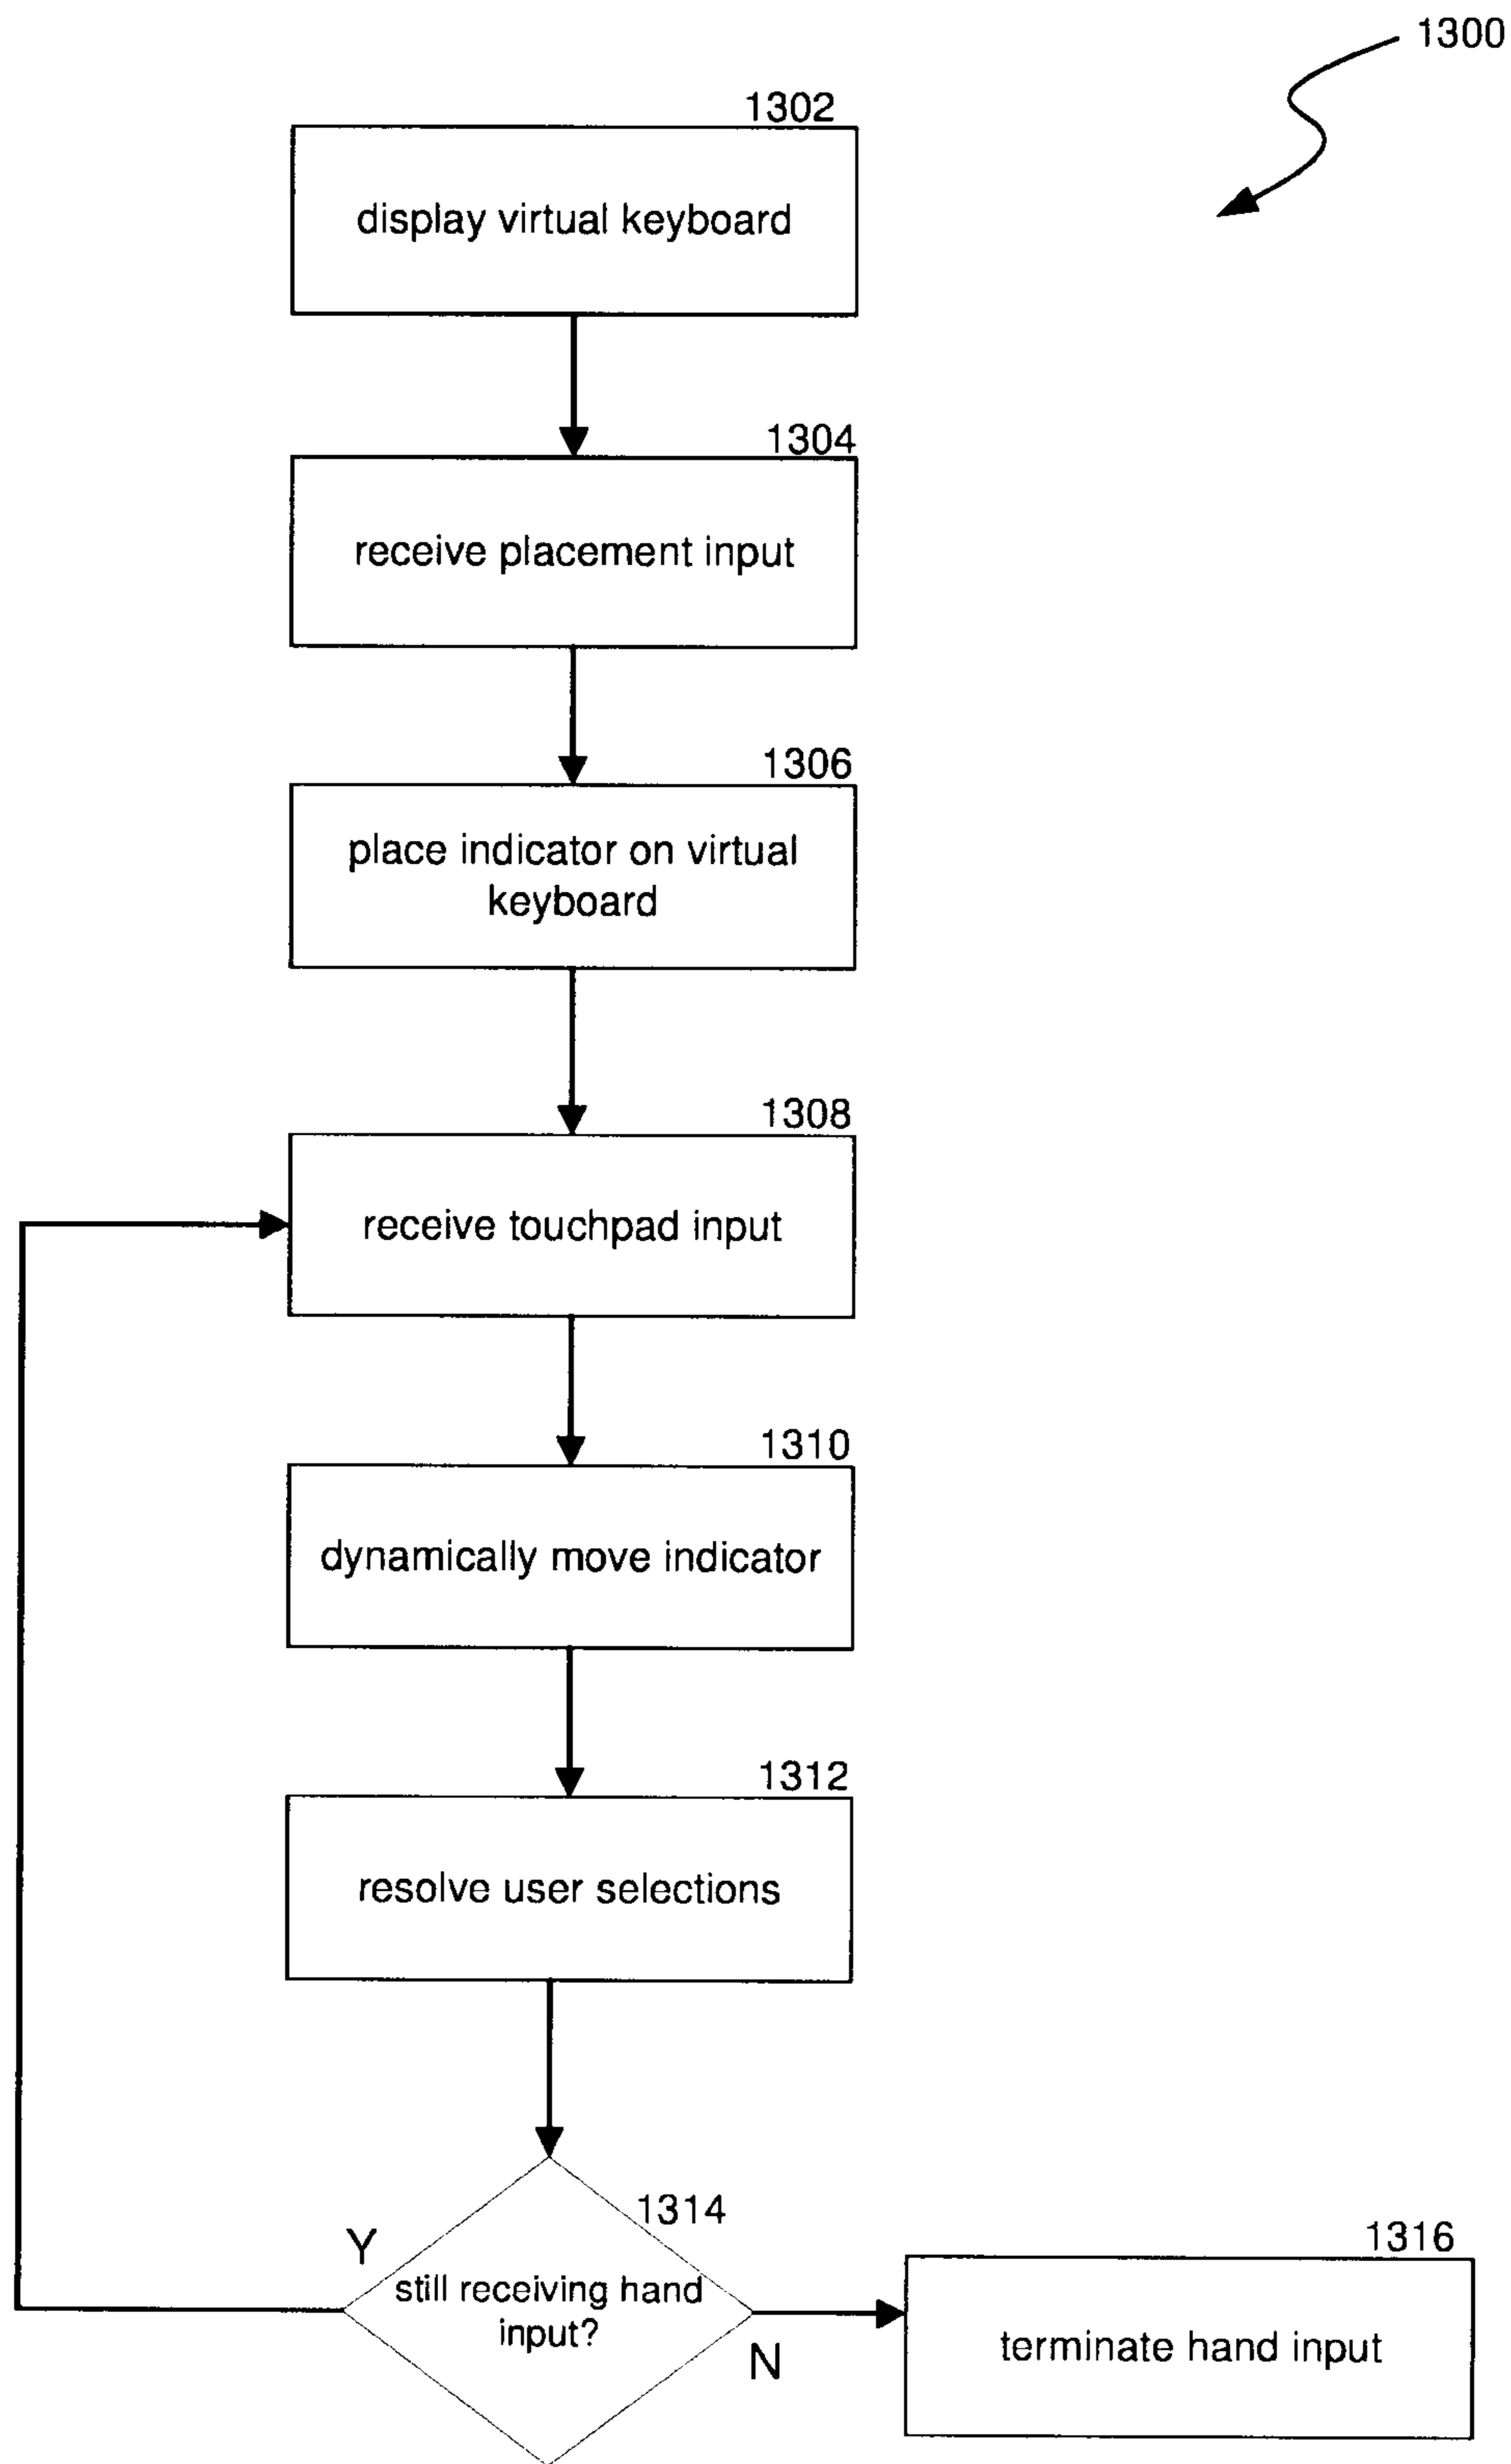 1300
1302
display virtual keyboard
1304
receive placement input
1306
place indicator on virtual
keyboard
1308
receive touchpad input
1310
dynamically move indicator
1312
resolve user selections
1314
Y
still receiving hand
input?
N
1316
terminate hand input